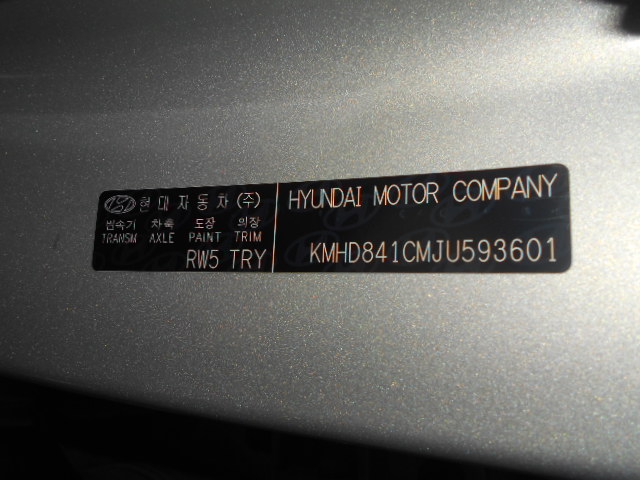 현대자동차(주)
변속기 차축 도장 의장
TRANSM AXLE PAINT TRIM
RW5 TRY
HYUNDAI MOTOR COMPANY
KMHD841CMJU593601